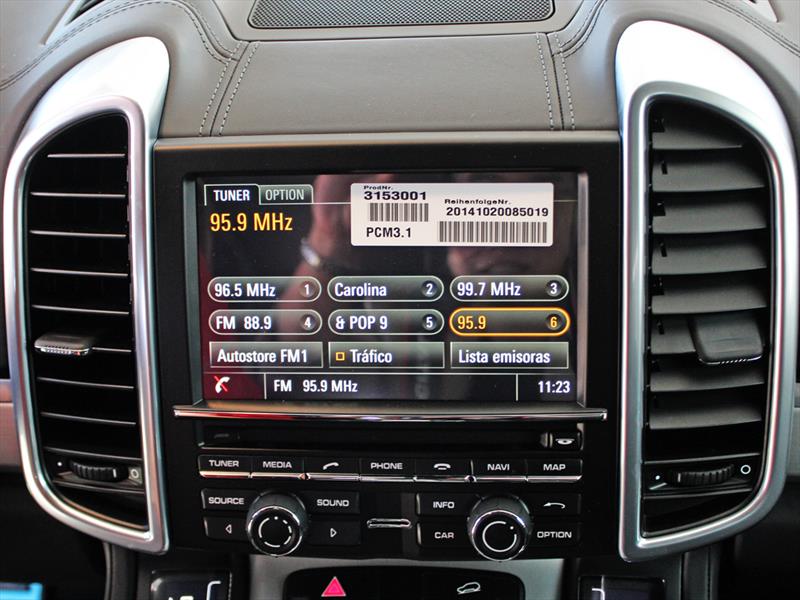 TUNER OPTION
ProdNr.
3153001
ReihenfolgeNr.
20141020085019
PCM3.1
95.9 MHz
96.5 MHz 1 Carolina 2 99.7 MHz 3
FM 88.9 4 & POP 9 5 95.9 6
Autostore FM1 Tráfico Lista emisoras
FM 95.9 MHz 11:23
TUNER MEDIA PHONE NAVI MAP
SOURCE SOUND INFO
CAR OPTION